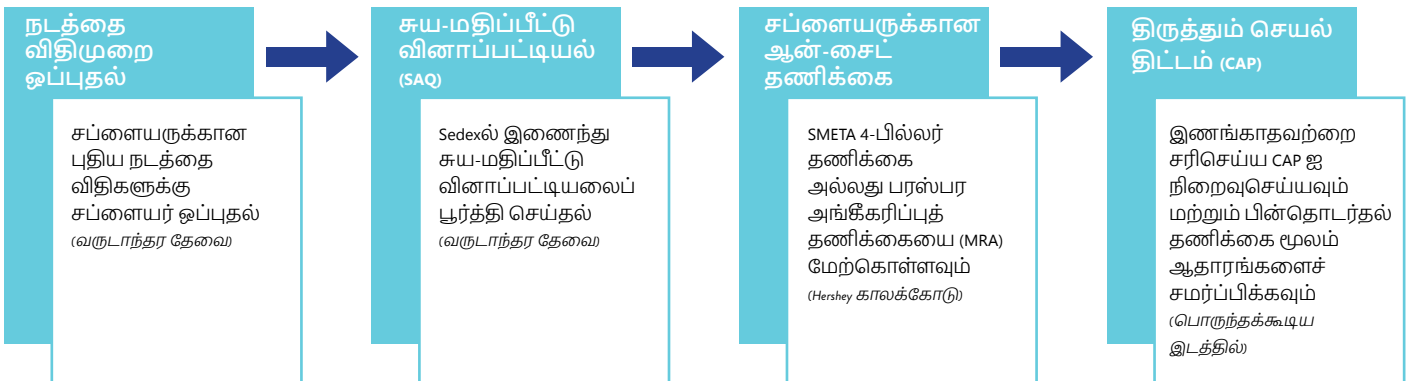 நடத்தை
விதிமுறை
ஒப்புதல்
சப்ளையருக்கான
புதிய நடத்தை
விதிகளுக்கு
சப்ளையர் ஒப்புதல்
(வருடாந்தர தேவை)
சுய-மதிப்பீட்டு
வினாப்பட்டியல்
(SAQ)
Sedexல் இணைந்து
சுய-மதிப்பீட்டு
வினாப்பட்டியலைப்
பூர்த்தி செய்தல்
(வருடாந்தர தேவை)
சப்ளையருக்கான
ஆன்-சைட்
தணிக்கை
SMETA 4-பில்லர்
தணிக்கை
அல்லது பரஸ்பர
அங்கீகரிப்புத்
தணிக்கையை (MRA)
மேற்கொள்ளவும்
(Hershey காலக்கோடு)
திருத்தும் செயல்
திட்டம் (CAP)
இணங்காதவற்றை
சரிசெய்ய CAP ஐ
நிறைவுசெய்யவும்
மற்றும் பின்தொடர்தல்
தணிக்கை மூலம்
ஆதாரங்களைச்
சமர்ப்பிக்கவும்
(பொருந்தக்கூடிய
இடத்தில்)